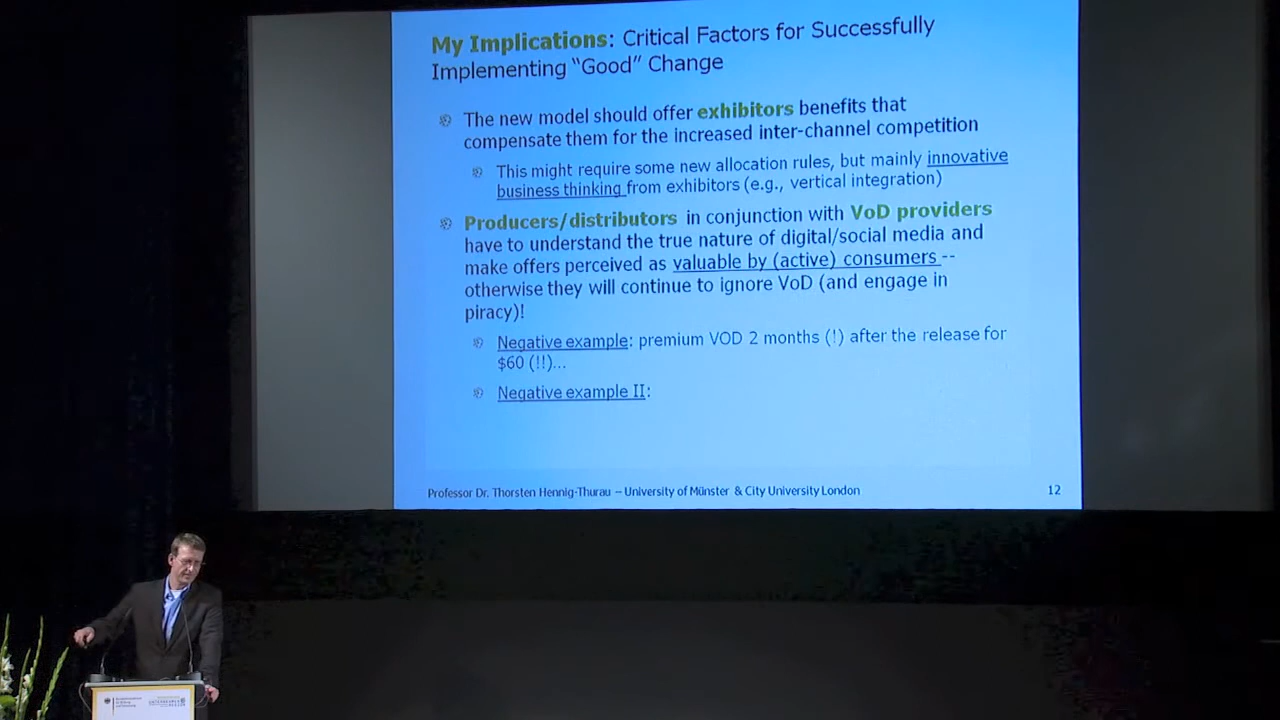 My Implications: Critical Factors for Successfully
Implementing "Good" Change
The new model should offer exhibitors benefits that
compensate them for the increased inter-channel competition
This might require some new allocation rules, but mainly innovative
business thinking from exhibitors (e.g., vertical integration)
Producers/distributors in conjunction with VoD providers
have to understand the true nature of digital/social media and
make offers perceived as valuable by (active) consumers --
otherwise they will continue to ignore VoD (and engage in
piracy)!
Negative example: premium VOD 2 months (!) after the release for
$60 (!!)...
Negative example II:
Professor Dr. Thorsten Hennig-Thurau – University of Münster & City University London
12